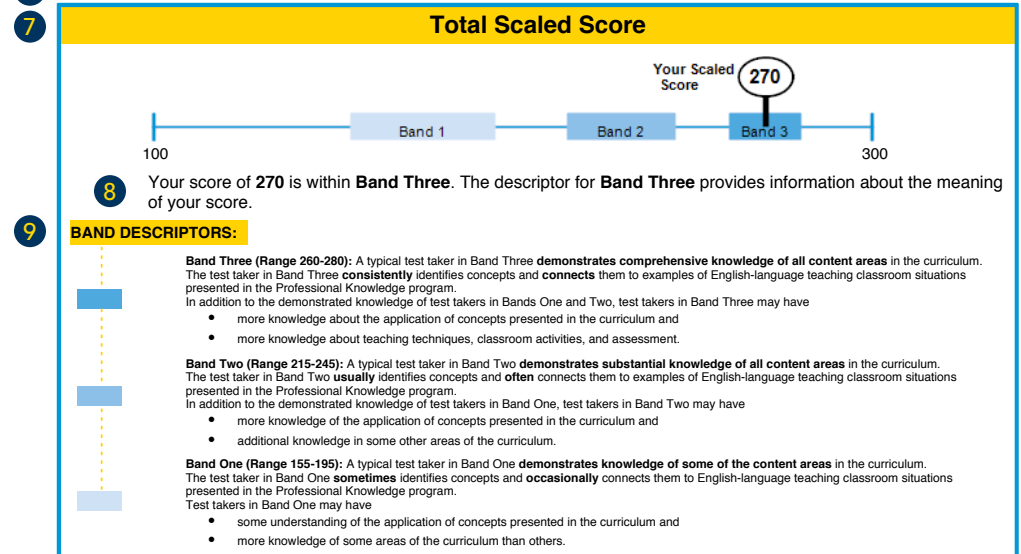 7
Total Scaled Score
Your Scaled
Score
270
Band 1
Band 2
Band 3
100
300
8
Your score of 270 is within Band Three. The descriptor for Band Three provides information about the meaning
of your score.
9
BAND DESCRIPTORS:
Band Three (Range 260-280): A typical test taker in Band Three demonstrates comprehensive knowledge of all content areas in the curriculum.
The test taker in Band Three consistently identifies concepts and connects them to examples of English-language teaching classroom situations
presented in the Professional Knowledge program.
In addition to the demonstrated knowledge of test takers in Bands One and Two, test takers in Band Three may have
• more knowledge about the application of concepts presented in the curriculum and
• more knowledge about teaching techniques, classroom activities, and assessment.
Band Two (Range 215-245): A typical test taker in Band Two demonstrates substantial knowledge of all content areas in the curriculum.
The test taker in Band Two usually identifies concepts and often connects them to examples of English-language teaching classroom situations
presented in the Professional Knowledge program.
In addition to the demonstrated knowledge of test takers in Band One, test takers in Band Two may have
• more knowledge of the application of concepts presented in the curriculum and
• additional knowledge in some other areas of the curriculum.
Band One (Range 155-195): A typical test taker in Band One demonstrates knowledge of some of the content areas in the curriculum.
The test taker in Band One sometimes identifies concepts and occasionally connects them to English-language teaching classroom situations
presented in the Professional Knowledge program.
Test takers in Band One may have
• some understanding of the application of concepts presented in the curriculum and
• more knowledge of some areas of the curriculum than others.